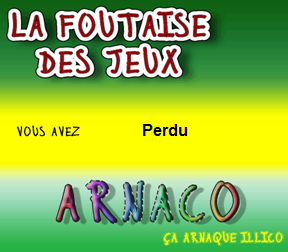 LA FOUTAISE
DES JEUX
VOUS AVEZ Perdu
ARNACO
ÇA ARNAQUE ILLICO